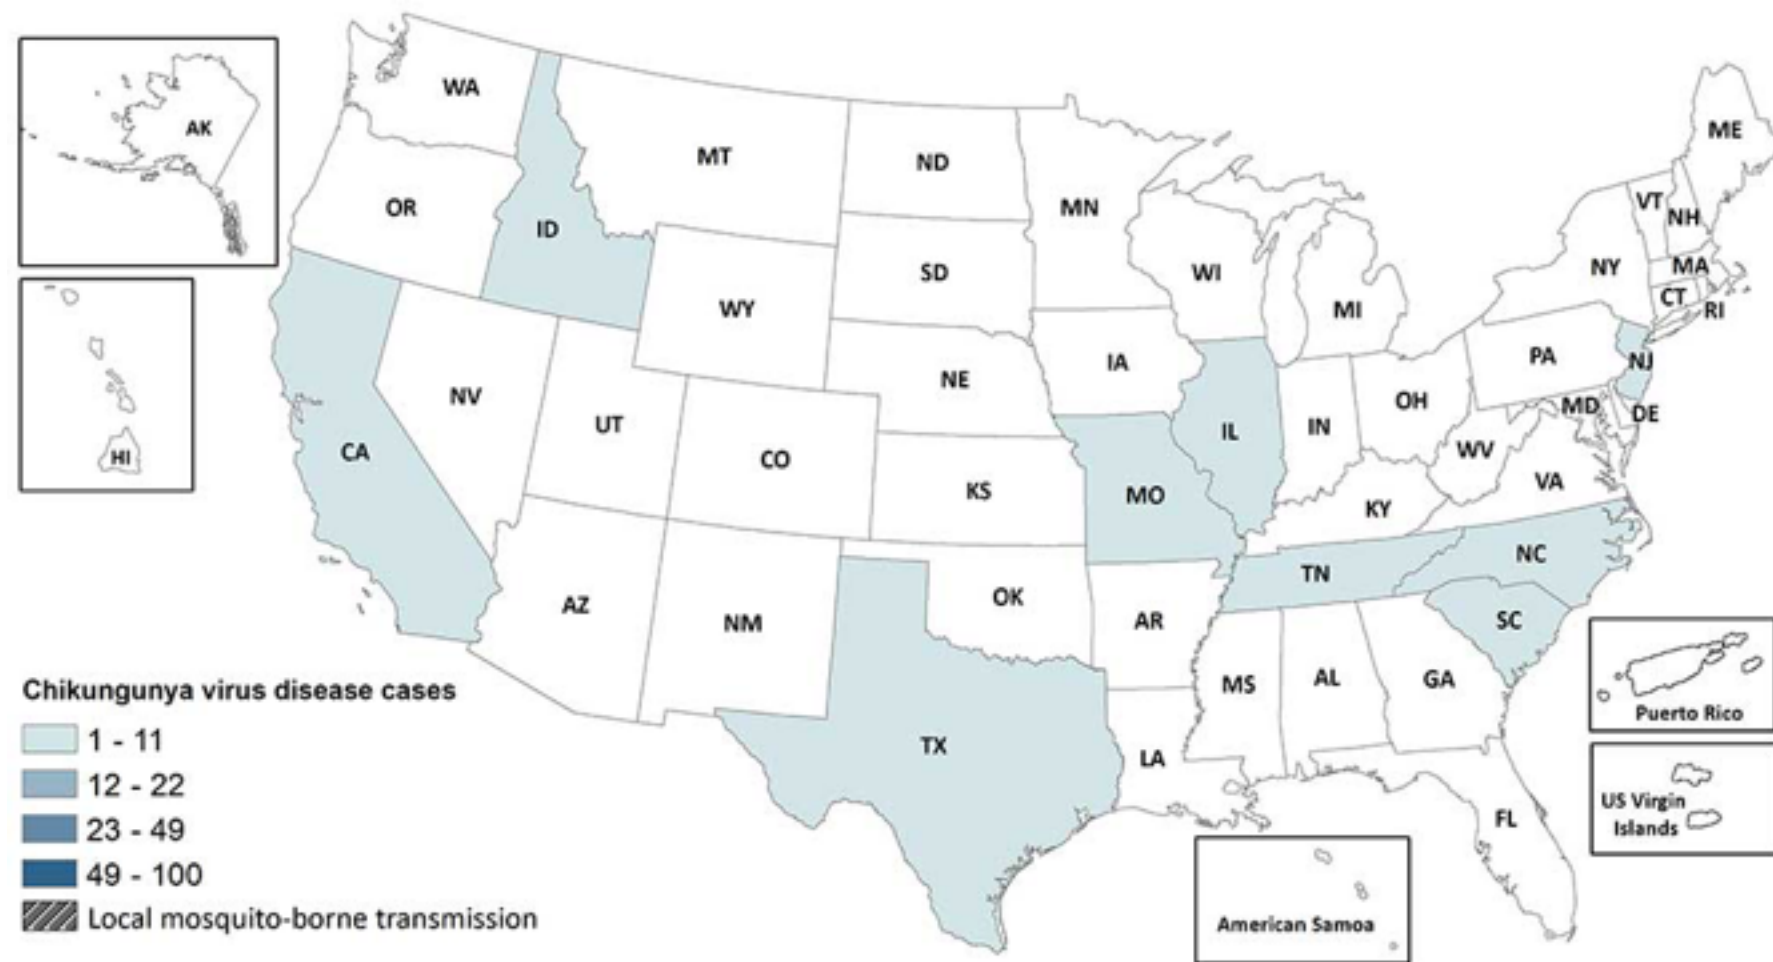 WA
AK
MT
ND
ME
OR
ID
MN
VT
NH
SD
WI
NY
MA
CT
RI
WY
MI
IA
PA
NJ
NE
NV
OH
MD
DE
UT
IL
IN
CA
CO
WV
HI
KS
MO
VA
KY
NC
TN
AZ
NM
OK
AR
SC
MS
AL
GA
Puerto Rico
TX
LA
US Virgin
Islands
FL
American Samoa
Chikungunya virus disease cases
1 - 11
12 - 22
23 - 49
49 - 100
Local mosquito-borne transmission